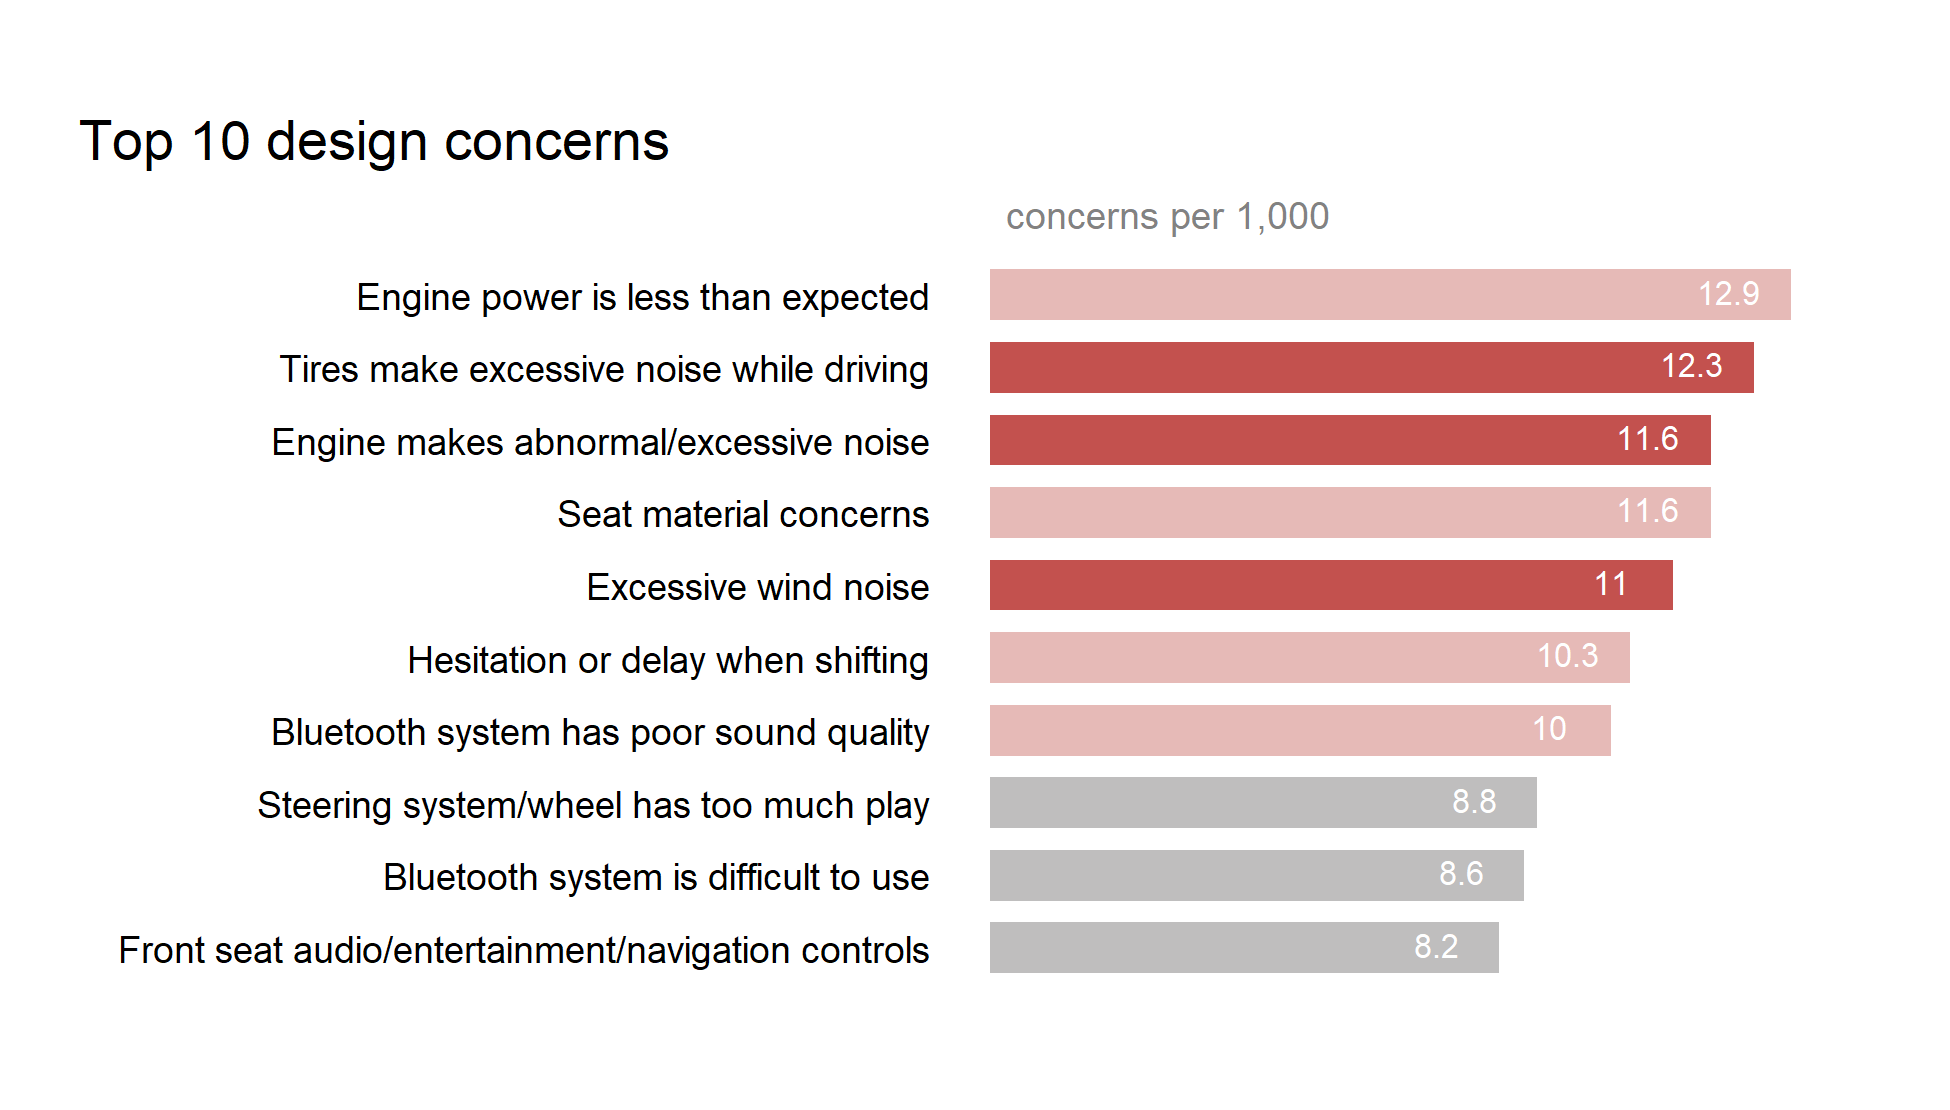 Top 10 design concerns
concerns per 1,000
Engine power is less than expected 12.9
Tires make excessive noise while driving 12.3
Engine makes abnormal/excessive noise 11.6
Seat material concerns 11.6
Excessive wind noise 11
Hesitation or delay when shifting 10.3
Bluetooth system has poor sound quality 10
Steering system/wheel has too much play 8.8
Bluetooth system is difficult to use 8.6
Front seat audio/entertainment/navigation controls 8.2